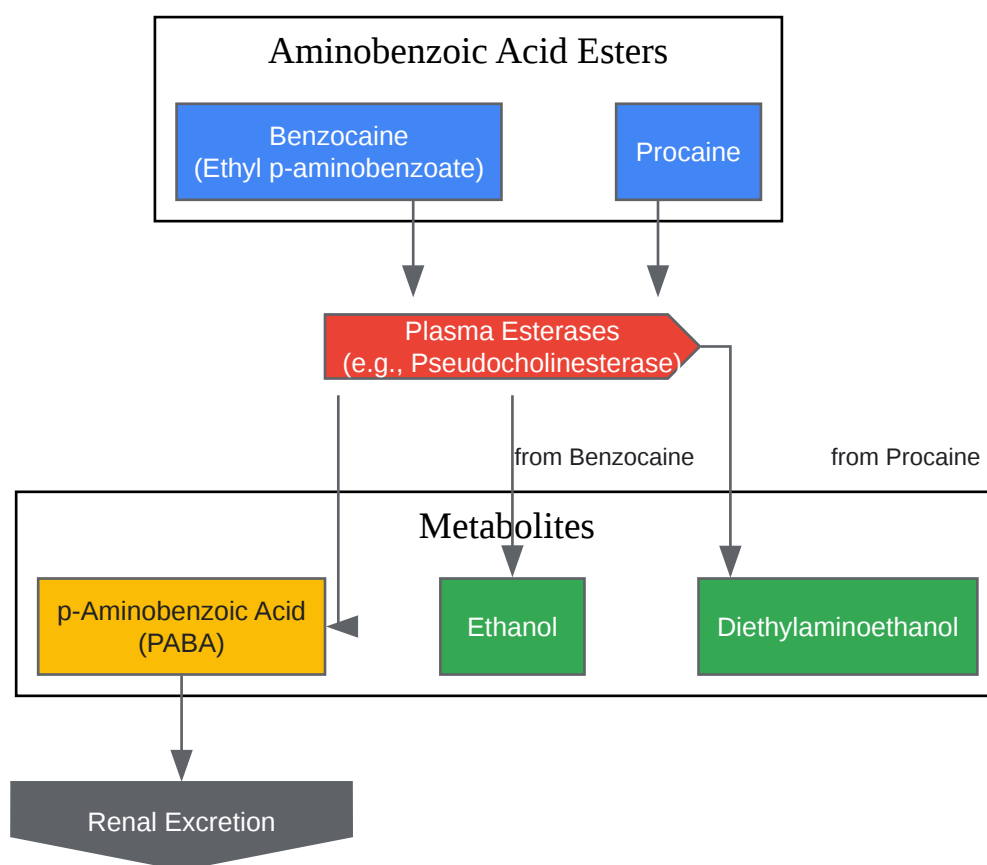 Aminobenzoic Acid Esters
Benzocaine
(Ethyl p-aminobenzoate)
Procaine
Plasma Esterases
(e.g., Pseudocholinesterase)
from Benzocaine
from Procaine
Metabolites
p-Aminobenzoic Acid
(PABA)
Ethanol
Diethylaminoethanol
Renal Excretion